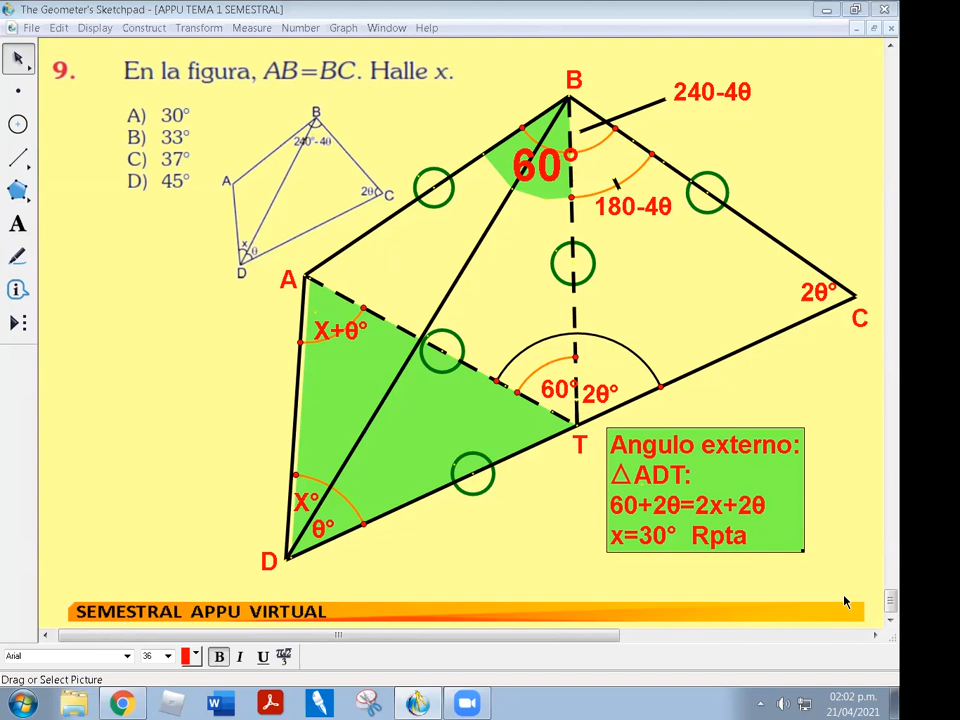 The Geometer's Sketchpad - [APPU TEMA 1 SEMESTRAL]
File Edit Display Construct Transform Measure Number Graph Window Help
9. En la figura, AB=BC. Halle x.
A) 30°
B) 33°
C) 37°
D) 45°
B
240°-4θ
A
2θ
C
x
θ
D
B
240-4θ
60°
180-4θ
A
2θ°
C
X+θ°
60°
2θ°
T
X°
θ°
D
Angulo externo:
△ADT:
60+2θ=2x+2θ
x=30° Rpta
SEMESTRAL APPU VIRTUAL
Arial 36 B I U
Drag or Select Picture
02:02 p.m.
21/04/2021